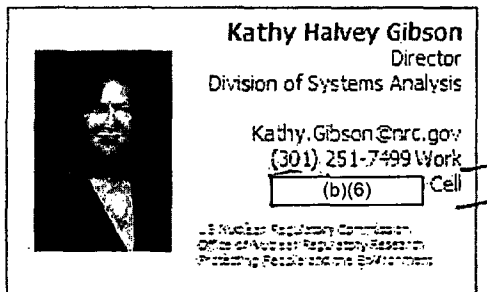 Kathy Halvey Gibson
Director
Division of Systems Analysis
Kathy.Gibson@nrc.gov
(301) 251-7499 Work
(b)(6) Cell
US Nuclear Regulatory Commission
Office of Nuclear Regulatory Research
Protecting People and the Environment